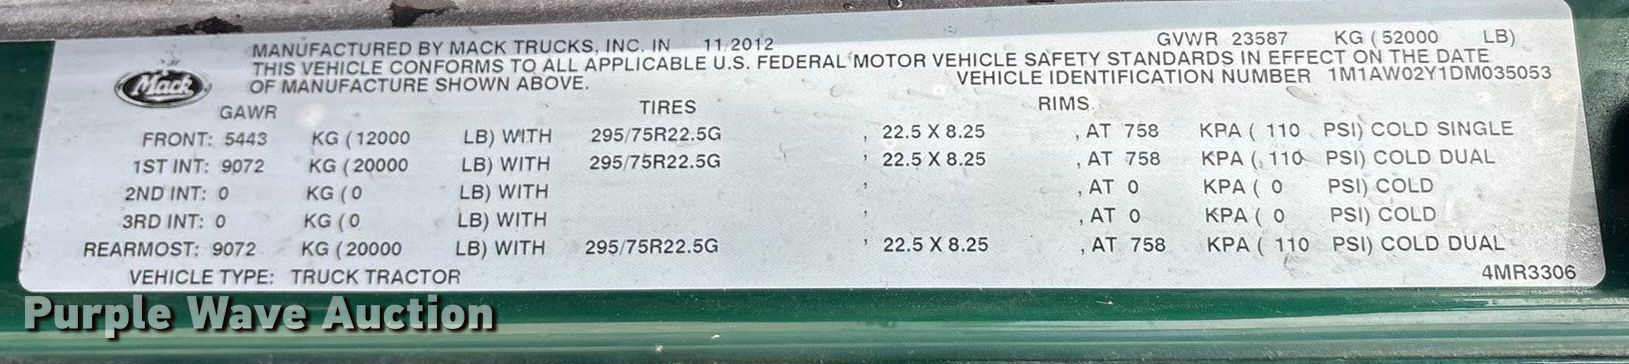 MANUFACTURED BY MACK TRUCKS, INC. IN 11 2012 GVWR 23587 KG (52000 LB)
THIS VEHICLE CONFORMS TO ALL APPLICABLE U.S. FEDERAL MOTOR VEHICLE SAFETY STANDARDS IN EFFECT ON THE DATE
OF MANUFACTURE SHOWN ABOVE. VEHICLE IDENTIFICATION NUMBER 1M1AW02Y1DM035053
Mack
GAWR TIRES RIMS
FRONT: 5443 KG (12000 LB) WITH 295/75R22.5G , 22.5 X 8.25 , AT 758 KPA ( 110 PSI) COLD SINGLE
1ST INT: 9072 KG (20000 LB) WITH 295/75R22.5G , 22.5 X 8.25 , AT 758 KPA ( 110 PSI) COLD DUAL
2ND INT: 0 KG (0 LB) WITH , , AT 0 KPA ( 0 PSI) COLD
3RD INT: 0 KG (0 LB) WITH , , AT 0 KPA ( 0 PSI) COLD
REARMOST: 9072 KG (20000 LB) WITH 295/75R22.5G , 22.5 X 8.25 , AT 758 KPA ( 110 PSI) COLD DUAL
VEHICLE TYPE: TRUCK TRACTOR 4MR3306
Purple Wave Auction